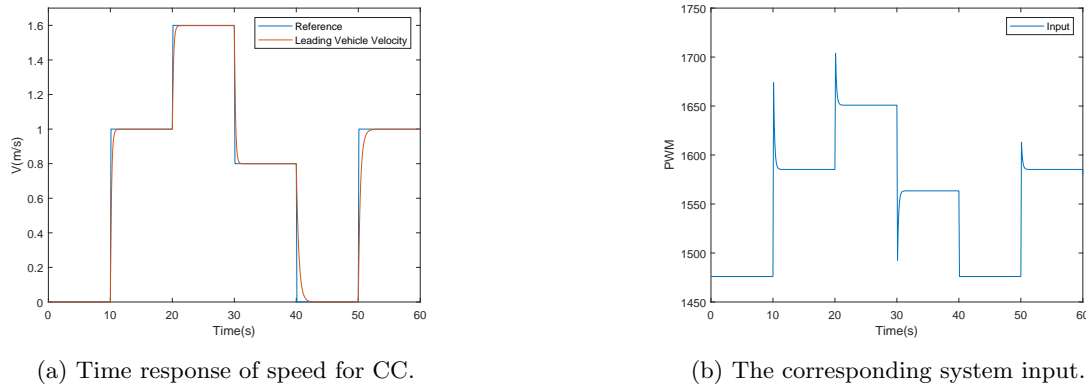 1.6
1.4
1.2
1
0.8
0.6
0.4
0.2
0
V(m/s)
Reference
Leading Vehicle Velocity
0 10 20 30 40 50 60
Time(s)
(a) Time response of speed for CC.
1750
1700
1650
1600
1550
1500
1450
PWM
Input
0 10 20 30 40 50 60
Time(s)
(b) The corresponding system input.